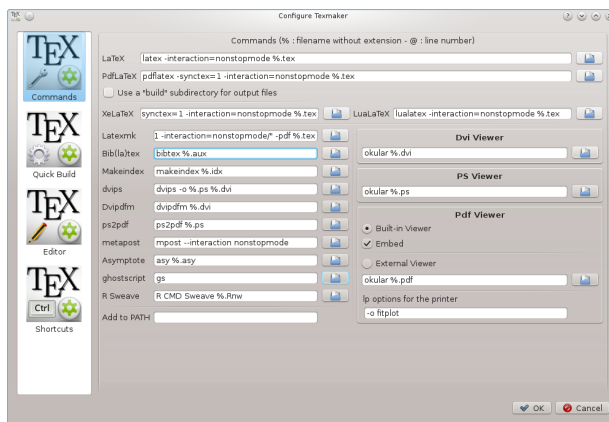 Configure Texmaker
TEX
Commands
TEX
Quick Build
TEX
Editor
TEX
Ctrl
Shortcuts
Commands (% : filename without extension - @ : line number)
LaTeX latex -interaction=nonstopmode %.tex
PdfLaTeX pdflatex -synctex=1 -interaction=nonstopmode %.tex
Use a "build" subdirectory for output files
XeLaTeX synctex=1 -interaction=nonstopmode %.tex LuaLaTeX lualatex -interaction=nonstopmode %.tex
Latexmk 1 -interaction=nonstopmode/" -pdf %.tex
Bib(la)tex bibtex %.aux
Makeindex makeindex %.idx
dvips dvips -o %.ps %.dvi
Dvipdfm dvipdfm %.dvi
ps2pdf ps2pdf %.ps
metapost mpost --interaction nonstopmode
Asymptote asy %.asy
ghostscript gs
R Sweave R CMD Sweave %.Rnw
Add to PATH
Dvi Viewer
okular %.dvi
PS Viewer
okular %.ps
Pdf Viewer
Built-in Viewer
Embed
External Viewer
okular %.pdf
lp options for the printer
-o fitplot
OK Cancel